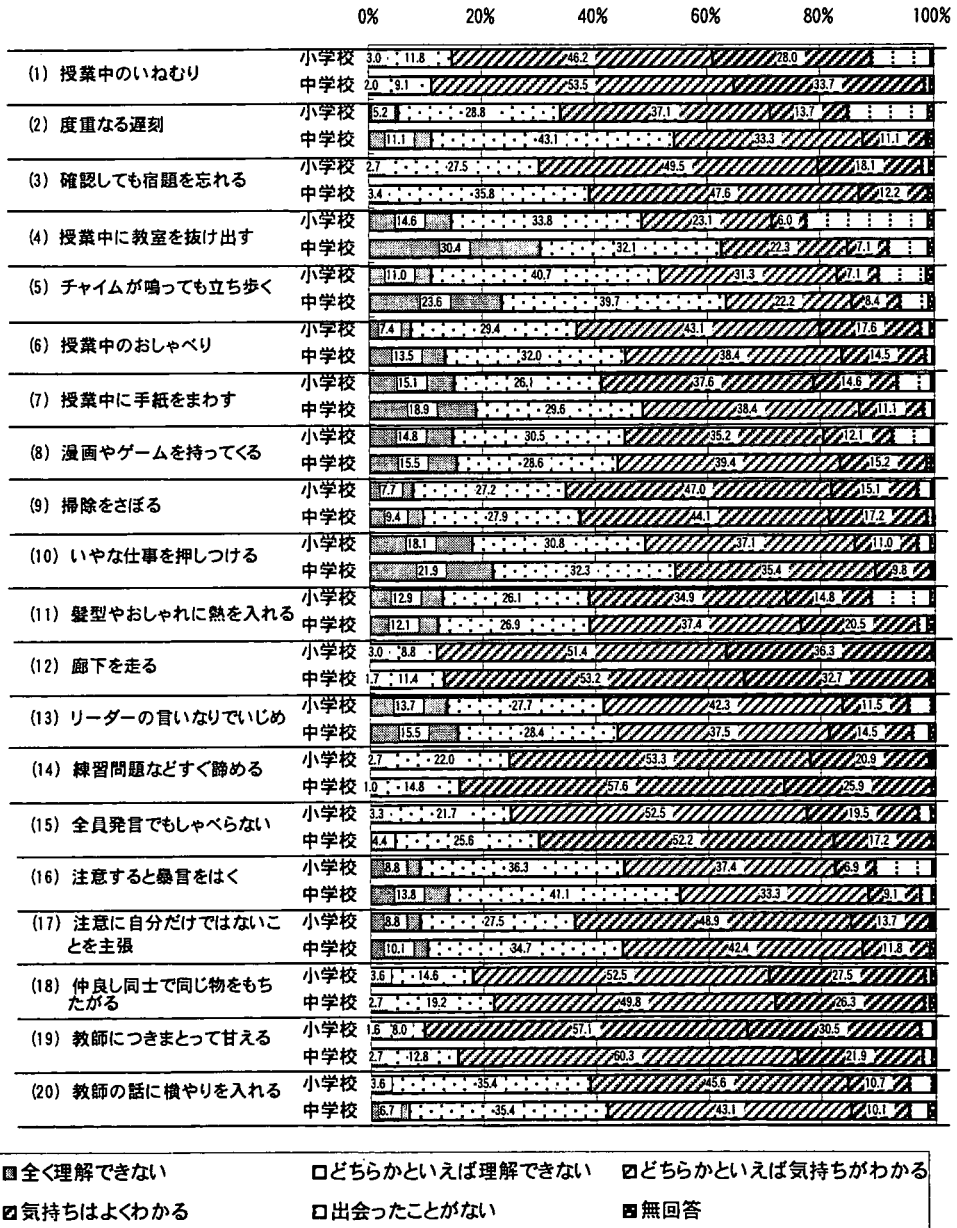 0% 20% 40% 60% 80% 100%
(1) 授業中のいねむり
小学校 3.0 11.8 46.2 28.0
中学校 2.0 9.1 53.5 33.7
(2) 度重なる遅刻
小学校 5.2 28.8 37.1 13.7
中学校 11.1 43.1 33.3 11.1
(3) 確認しても宿題を忘れる
小学校 2.7 27.5 49.5 18.1
中学校 3.4 35.8 47.6 12.2
(4) 授業中に教室を抜け出す
小学校 14.6 33.8 23.1 6.0
中学校 30.4 32.1 22.3 7.1
(5) チャイムが鳴っても立ち歩く
小学校 11.0 40.7 31.3 7.1
中学校 23.6 39.7 22.2 8.4
(6) 授業中のおしゃべり
小学校 7.4 29.4 43.1 17.6
中学校 13.5 32.0 38.4 14.5
(7) 授業中に手紙をまわす
小学校 15.1 26.1 37.6 14.6
中学校 18.9 29.6 38.4 11.1
(8) 漫画やゲームを持ってくる
小学校 14.8 30.5 35.2 12.1
中学校 15.5 28.6 39.4 15.2
(9) 掃除をさぼる
小学校 7.7 27.2 47.0 15.1
中学校 9.4 27.9 44.1 17.2
(10) いやな仕事を押しつける
小学校 18.1 30.8 37.1 11.0
中学校 21.9 32.3 35.4 9.8
(11) 髪型やおしゃれに熱を入れる
小学校 12.9 26.1 34.9 14.8
中学校 12.1 26.9 37.4 20.5
(12) 廊下を走る
小学校 3.0 8.8 51.4 36.3
中学校 1.7 11.4 53.2 32.7
(13) リーダーの言いなりでいじめ
小学校 13.7 27.7 42.3 11.5
中学校 15.5 28.4 37.5 14.5
(14) 練習問題などすぐ諦める
小学校 2.7 22.0 53.3 20.9
中学校 1.0 14.8 57.6 25.9
(15) 全員発言でもしゃべらない
小学校 3.3 21.7 52.5 19.5
中学校 4.4 25.6 52.2 17.2
(16) 注意すると暴言をはく
小学校 8.8 36.3 37.4 6.9
中学校 13.8 41.1 33.3 9.1
(17) 注意に自分だけではないこ
とを主張
小学校 8.8 27.5 48.9 13.7
中学校 10.1 34.7 42.4 11.8
(18) 仲良し同士で同じ物をもち
たがる
小学校 3.6 14.6 52.5 27.5
中学校 2.7 19.2 49.8 26.3
(19) 教師につきまとって甘える
小学校 1.6 8.0 57.1 30.5
中学校 2.7 12.8 60.3 21.9
(20) 教師の話に横やりを入れる
小学校 3.6 35.4 45.6 10.7
中学校 6.7 35.4 43.1 10.1
全く理解できない どちらかといえば理解できない どちらかといえば気持ちがわかる
気持ちはよくわかる 出会ったことがない 無回答